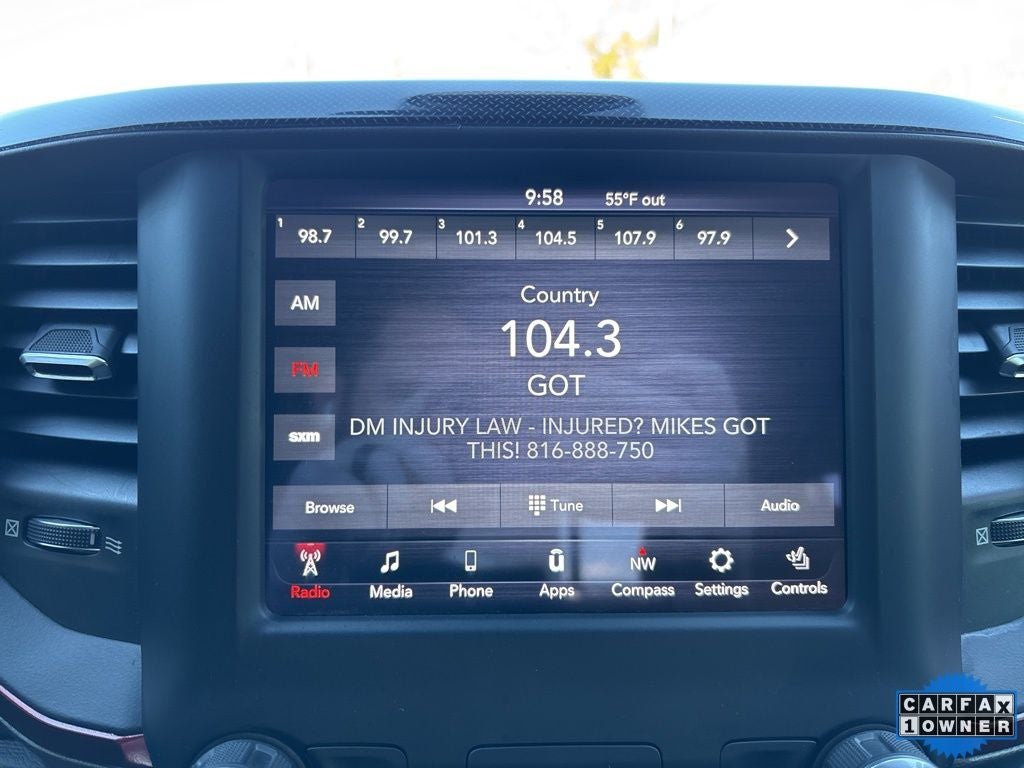 9:58 55°F out
1 98.7 2 99.7 3 101.3 4 104.5 5 107.9 6 97.9
Country
AM
104.3
FM
GOT
DM INJURY LAW - INJURED? MIKES GOT
sxm
THIS! 816-888-750
Browse Tune Audio
NW
Radio Media Phone Apps Compass Settings Controls
CARFAX
1 OWNER